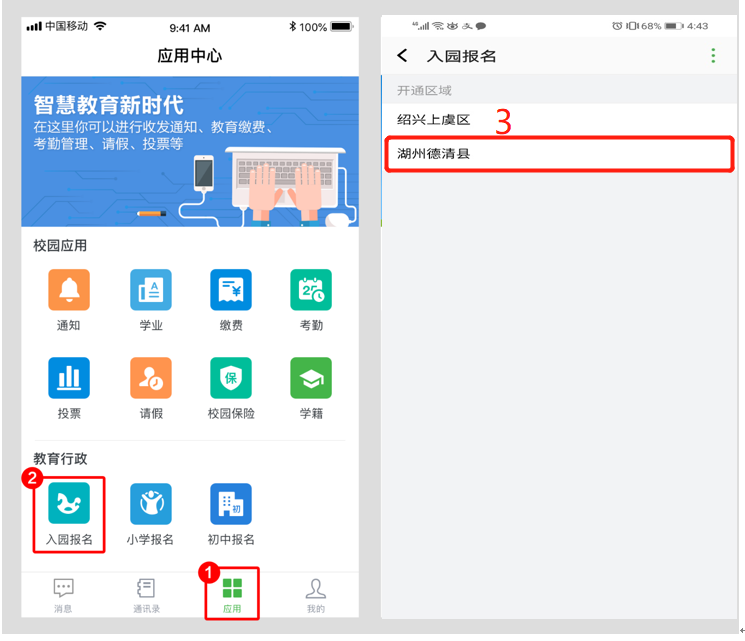 中国移动
9:41 AM
100%
应用中心
智慧教育新时代
在这里你可以进行收发通知、教育缴费、
考勤管理、请假、投票等
校园应用
通知
学业
缴费
考勤
投票
请假
保
校园保险
学籍
教育行政
2
入园报名
小学报名
初
初中报名
1
消息
通讯录
应用
我的
46
68%
4:43
入园报名
开通区域
绍兴上虞区
3
湖州德清县